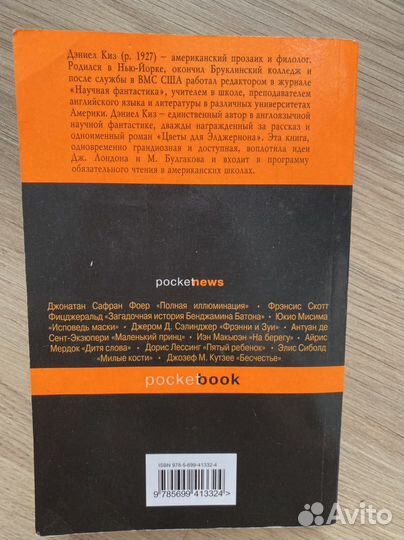 Дэниел Киз (р. 1927) – американский прозаик и филолог.
Родился в Нью-Йорке, окончил Бруклинский колледж и
после службы в ВМС США работал редактором в журнале
«Научная фантастика», учителем в школе, преподавателем
английского языка и литературы в различных университетах
Америки. Дэниел Киз – единственный автор в англоязычной
научной фантастике, дважды награжденный за рассказ и
одноименный роман «Цветы для Элджернона». Эта книга,
одновременно грандиозная и доступная, воплотила идеи
Дж. Лондона и М. Булгакова и входит в программу
обязательного чтения в американских школах.
pocketnews
Джонатан Сафран Фоер «Полная иллюминация» • Фрэнсис Скотт
Фицджеральд «Загадочная история Бенджамина Батона» • Юкио Мисима
«Исповедь маски» • Джером Д. Сэлинджер «Фрэнни и Зуи» • Антуан де
Сент-Экзюпери «Маленький принц» • Иэн Макьюэн «На берегу» • Айрис
Мердок «Дитя слова» • Дорис Лессинг «Пятый ребенок» • Элис Сиболд
«Милые кости» • Джозеф М. Кутзее «Бесчестье»
pocketbook
ISBN 978-5-699-41332-4
9 785699 413324 >
Avito